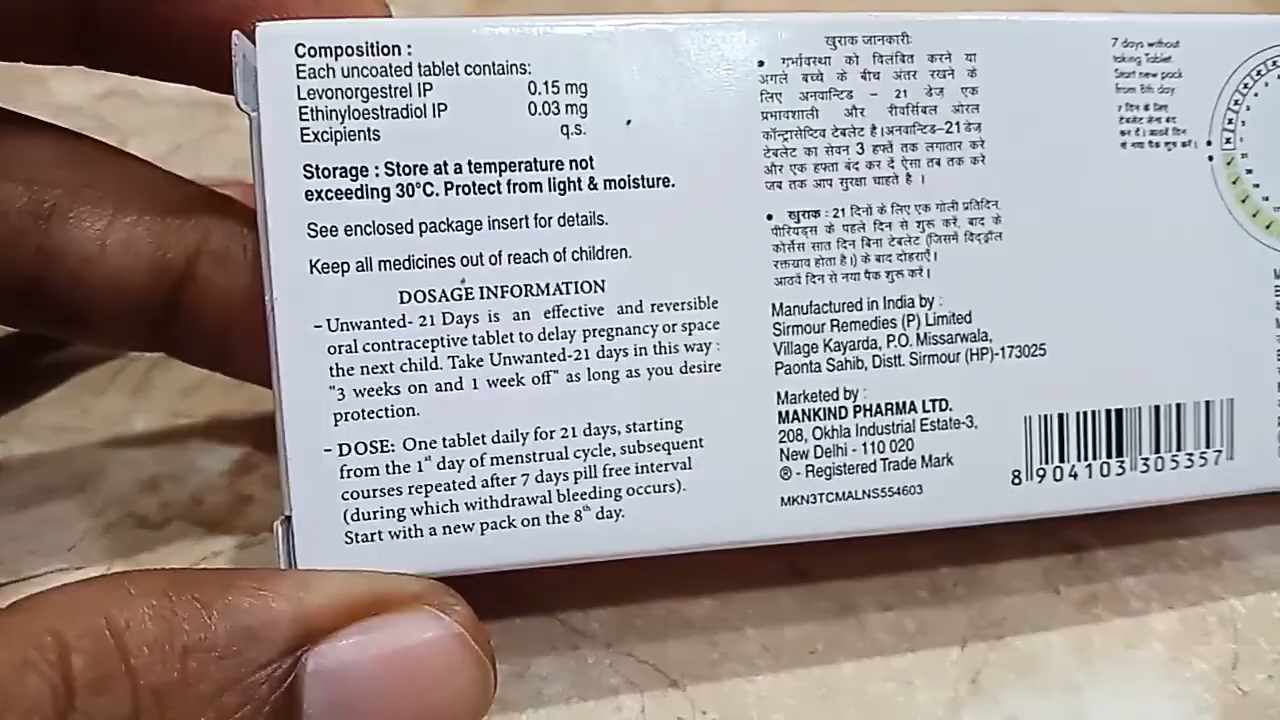 Composition :
Each uncoated tablet contains:
Levonorgestrel IP 0.15 mg
Ethinyloestradiol IP 0.03 mg
Excipients q.s.
Storage : Store at a temperature not
exceeding 30°C. Protect from light & moisture.
See enclosed package insert for details.
Keep all medicines out of reach of children.
DOSAGE INFORMATION
– Unwanted- 21 Days is an effective and reversible
oral contraceptive tablet to delay pregnancy or space
the next child. Take Unwanted-21 days in this way :
"3 weeks on and 1 week off" as long as you desire
protection.
– DOSE: One tablet daily for 21 days, starting
from the 1st day of menstrual cycle, subsequent
courses repeated after 7 days pill free interval
(during which withdrawal bleeding occurs).
Start with a new pack on the 8th day.
खुराक जानकारीः
• गर्भावस्था को विलंबित करने या
अगले बच्चे के बीच अंतर रखने के
लिए अनवान्टिड – 21 डेज़ एक
प्रभावशाली और रीवर्सिबल ओरल
कॉन्ट्रासेप्टिव टेबलेट है।अनवान्टिड–21 डेज़
टेबलेट का सेवन 3 हफ्ते तक लगातार करे
और एक हफ्ता बंद कर दें ऐसा तब तक करे
जब तक आप सुरक्षा चाहते है ।
• खुराक : 21 दिनों के लिए एक गोली प्रतिदिन,
पीरियड्स के पहले दिन से शुरू करें, बाद के
कोर्सेस सात दिन बिना टेबलेट (जिसमें विद्ड्रॉल
रक्तस्राव होता है।) के बाद दोहराएँ।
आठवें दिन से नया पैक शुरू करें।
Manufactured in India by :
Sirmour Remedies (P) Limited
Village Kayarda, P.O. Missarwala,
Paonta Sahib, Distt. Sirmour (HP)-173025
Marketed by :
MANKIND PHARMA LTD.
208, Okhla Industrial Estate-3,
New Delhi - 110 020
® - Registered Trade Mark
MKN3TCMALNS554603
7 days without
taking Tablet.
Start new pack
from 8th day
7 दिन के लिए
टेबलेट लेना बंद
कर दें। आठवें दिन
से नया पैक शुरू करें।
8 904103 305357